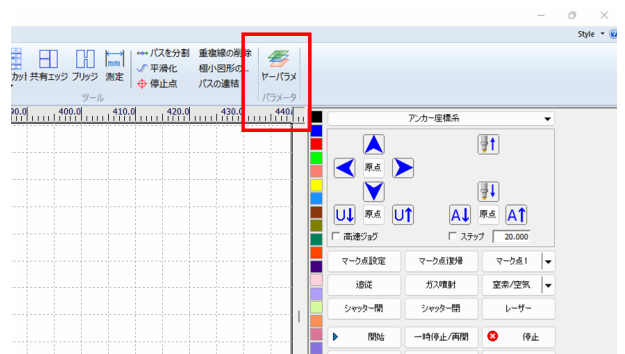 Style
パスを分割 重複線の削除
カット 共有エッジ ブリッジ 測定 平滑化 極小図形の... ヤーパラメ
mm
停止点 パスの連結
ツール パラメータ
400.0 410.0 420.0 430.0 440.
アンカー座標系
原点
U 原点 U A 原点 A
高速ジョグ ステップ 20.000
マーク点設定 マーク点復帰 マーク点1
追従 ガス噴射 窒素/空気
シャッター開 シャッター閉 レーザー
開始 一時停止/再開 停止